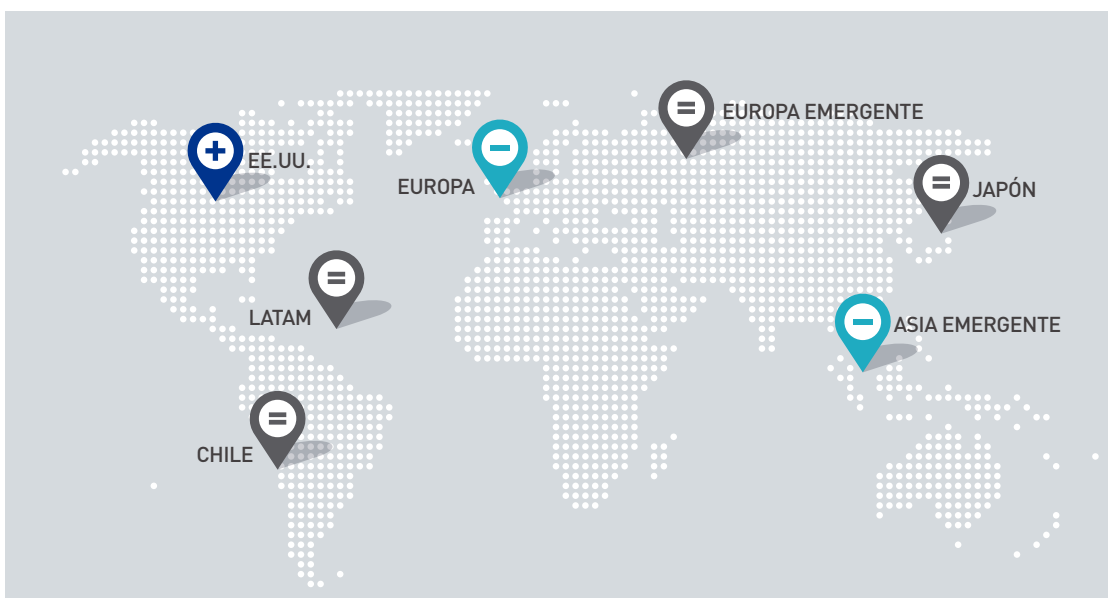 EUROPA EMERGENTE
EE.UU.
EUROPA
JAPÓN
LATAM
ASIA EMERGENTE
CHILE